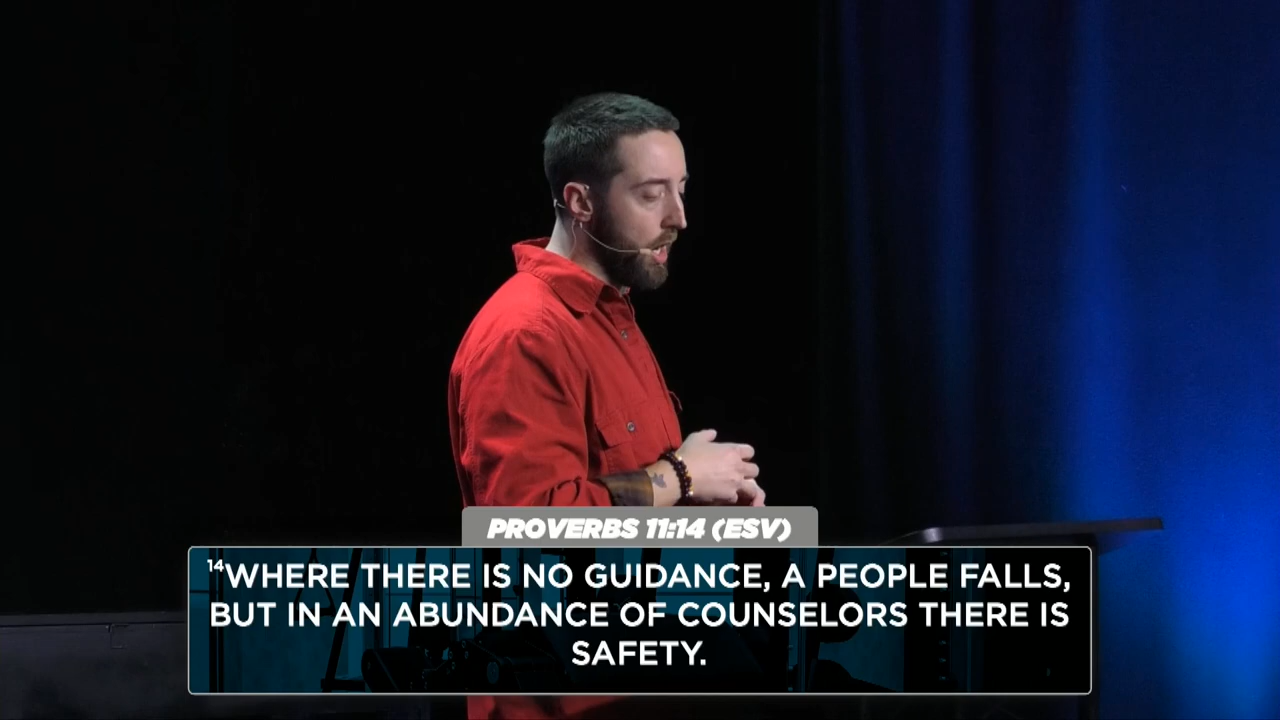 PROVERBS 11:14 (ESV)
14WHERE THERE IS NO GUIDANCE, A PEOPLE FALLS,
BUT IN AN ABUNDANCE OF COUNSELORS THERE IS
SAFETY.